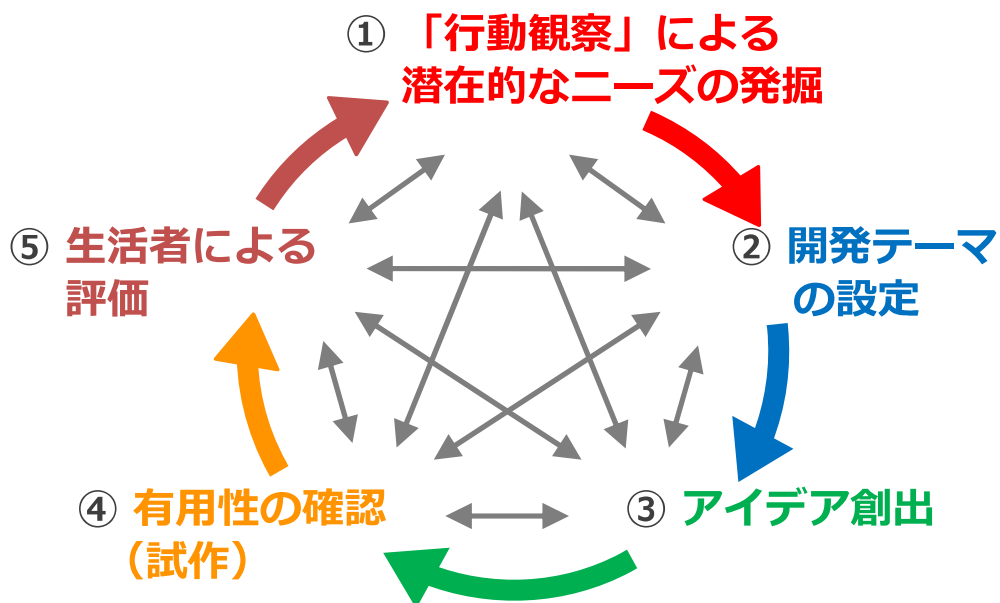 ① 「行動観察」による
潜在的なニーズの発掘
② 開発テーマ
の設定
③ アイデア創出
④ 有用性の確認
（試作）
⑤ 生活者による
評価